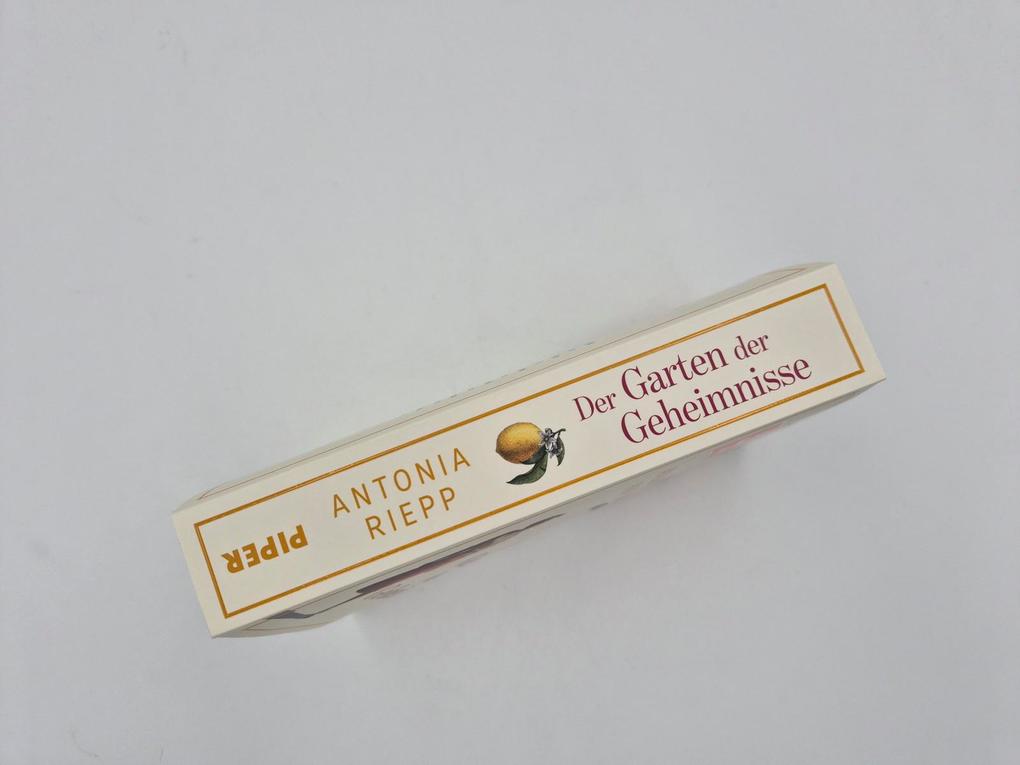 PIPER
ANTONIA
RIEPP
Der Garten der
Geheimnisse